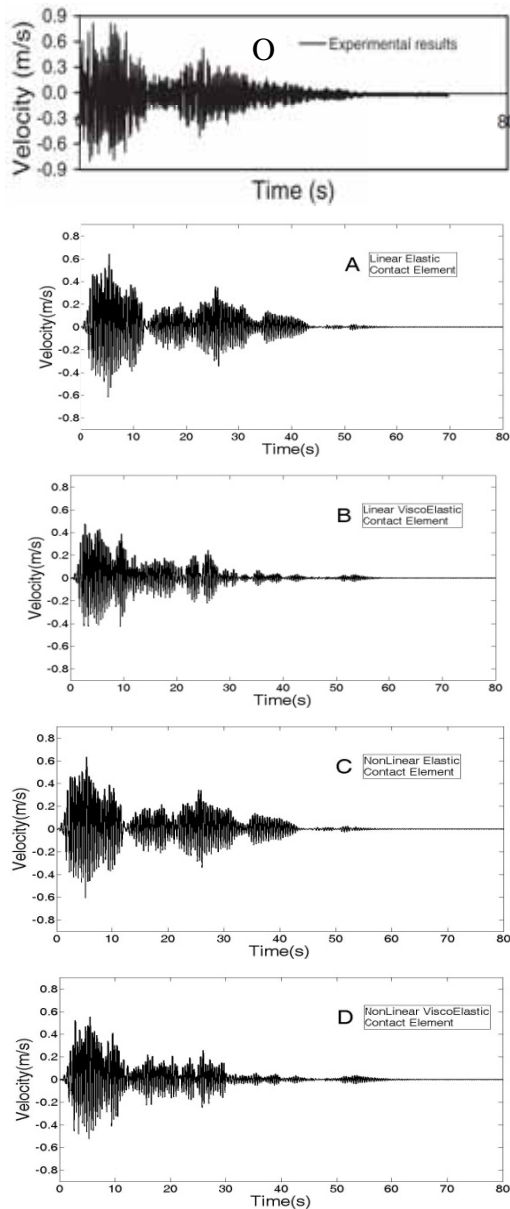 0.9
0.6
0.3
0.0
-0.3
-0.6
-0.9
Velocity (m/s)
O
Experimental results
8
Time (s)
0.8
0.6
0.4
0.2
0
-0.2
-0.4
-0.6
-0.8
Velocity(m/s)
A
Linear Elastic
Contact Element
0 10 20 30 40 50 60 70 80
Time(s)
0.8
0.6
0.4
0.2
0
-0.2
-0.4
-0.6
-0.8
Velocity(m/s)
B
Linear ViscoElastic
Contact Element
0 10 20 30 40 50 60 70 80
Time(s)
0.8
0.6
0.4
0.2
0
-0.2
-0.4
-0.6
-0.8
Velocity(m/s)
C
NonLinear Elastic
Contact Element
0 10 20 30 40 50 60 70 80
Time(s)
0.8
0.6
0.4
0.2
0
-0.2
-0.4
-0.6
-0.8
Velocity(m/s)
D
NonLinear ViscoElastic
Contact Element
0 10 20 30 40 50 60 70 80
Time(s)